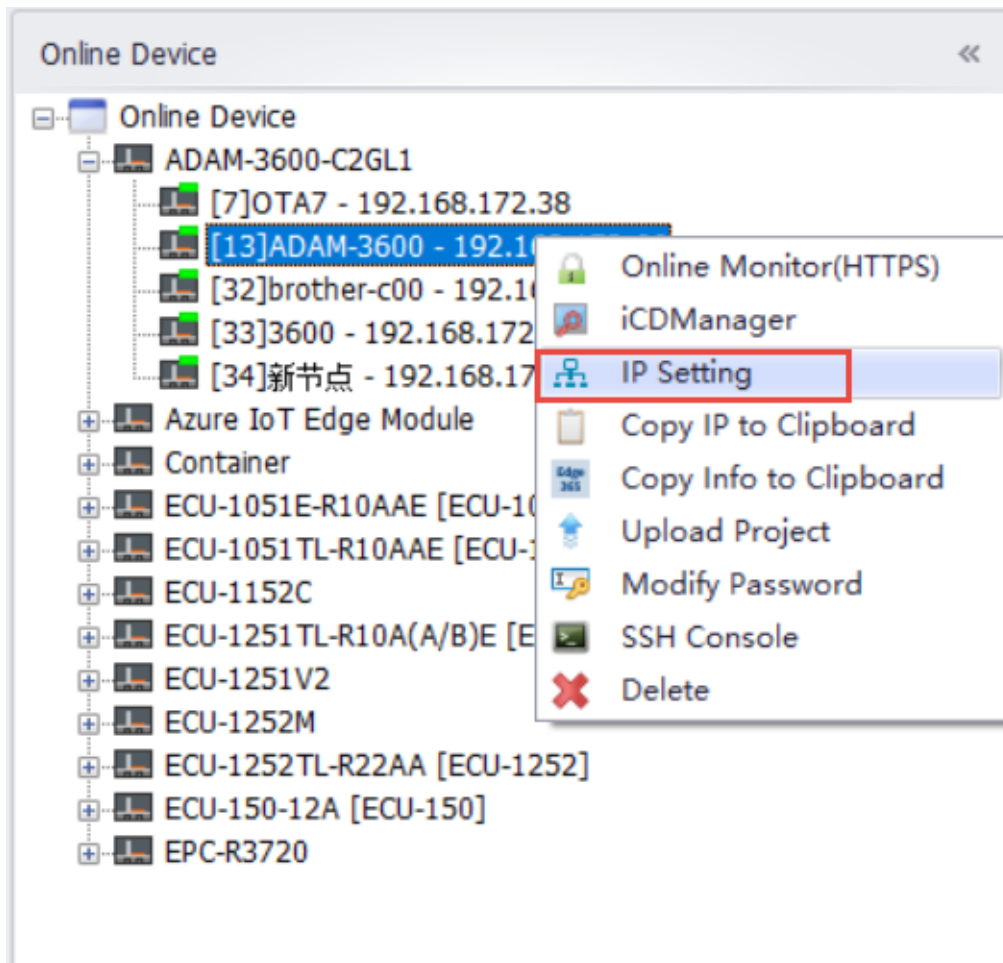 Online Device
Online Device
ADAM-3600-C2GL1
[7]OTA7 - 192.168.172.38
[13]ADAM-3600 - 192.1
[32]brother-c00 - 192.1
[33]3600 - 192.168.172
[34]新节点 - 192.168.17
Azure IoT Edge Module
Container
ECU-1051E-R10AAE [ECU-10
ECU-1051TL-R10AAE [ECU-1
ECU-1152C
ECU-1251TL-R10A(A/B)E [E
ECU-1251V2
ECU-1252M
ECU-1252TL-R22AA [ECU-1252]
ECU-150-12A [ECU-150]
EPC-R3720
Online Monitor(HTTPS)
iCDManager
IP Setting
Copy IP to Clipboard
Edge
365
Copy Info to Clipboard
Upload Project
Modify Password
SSH Console
Delete